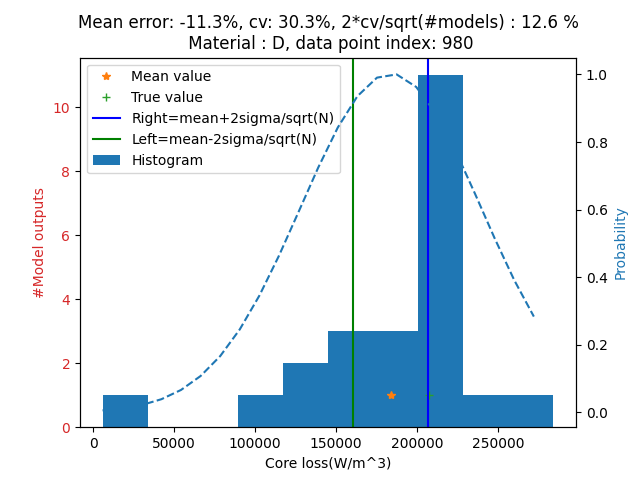 Mean error: -11.3%, cv: 30.3%, 2*cv/sqrt(#models) : 12.6 %
Material : D, data point index: 980
Mean value
True value
Right=mean+2sigma/sqrt(N)
Left=mean-2sigma/sqrt(N)
Histogram
#Model outputs
10
8
6
4
2
0
1.0
0.8
0.6
0.4
0.2
0.0
Probability
0 50000 100000 150000 200000 250000
Core loss(W/m^3)